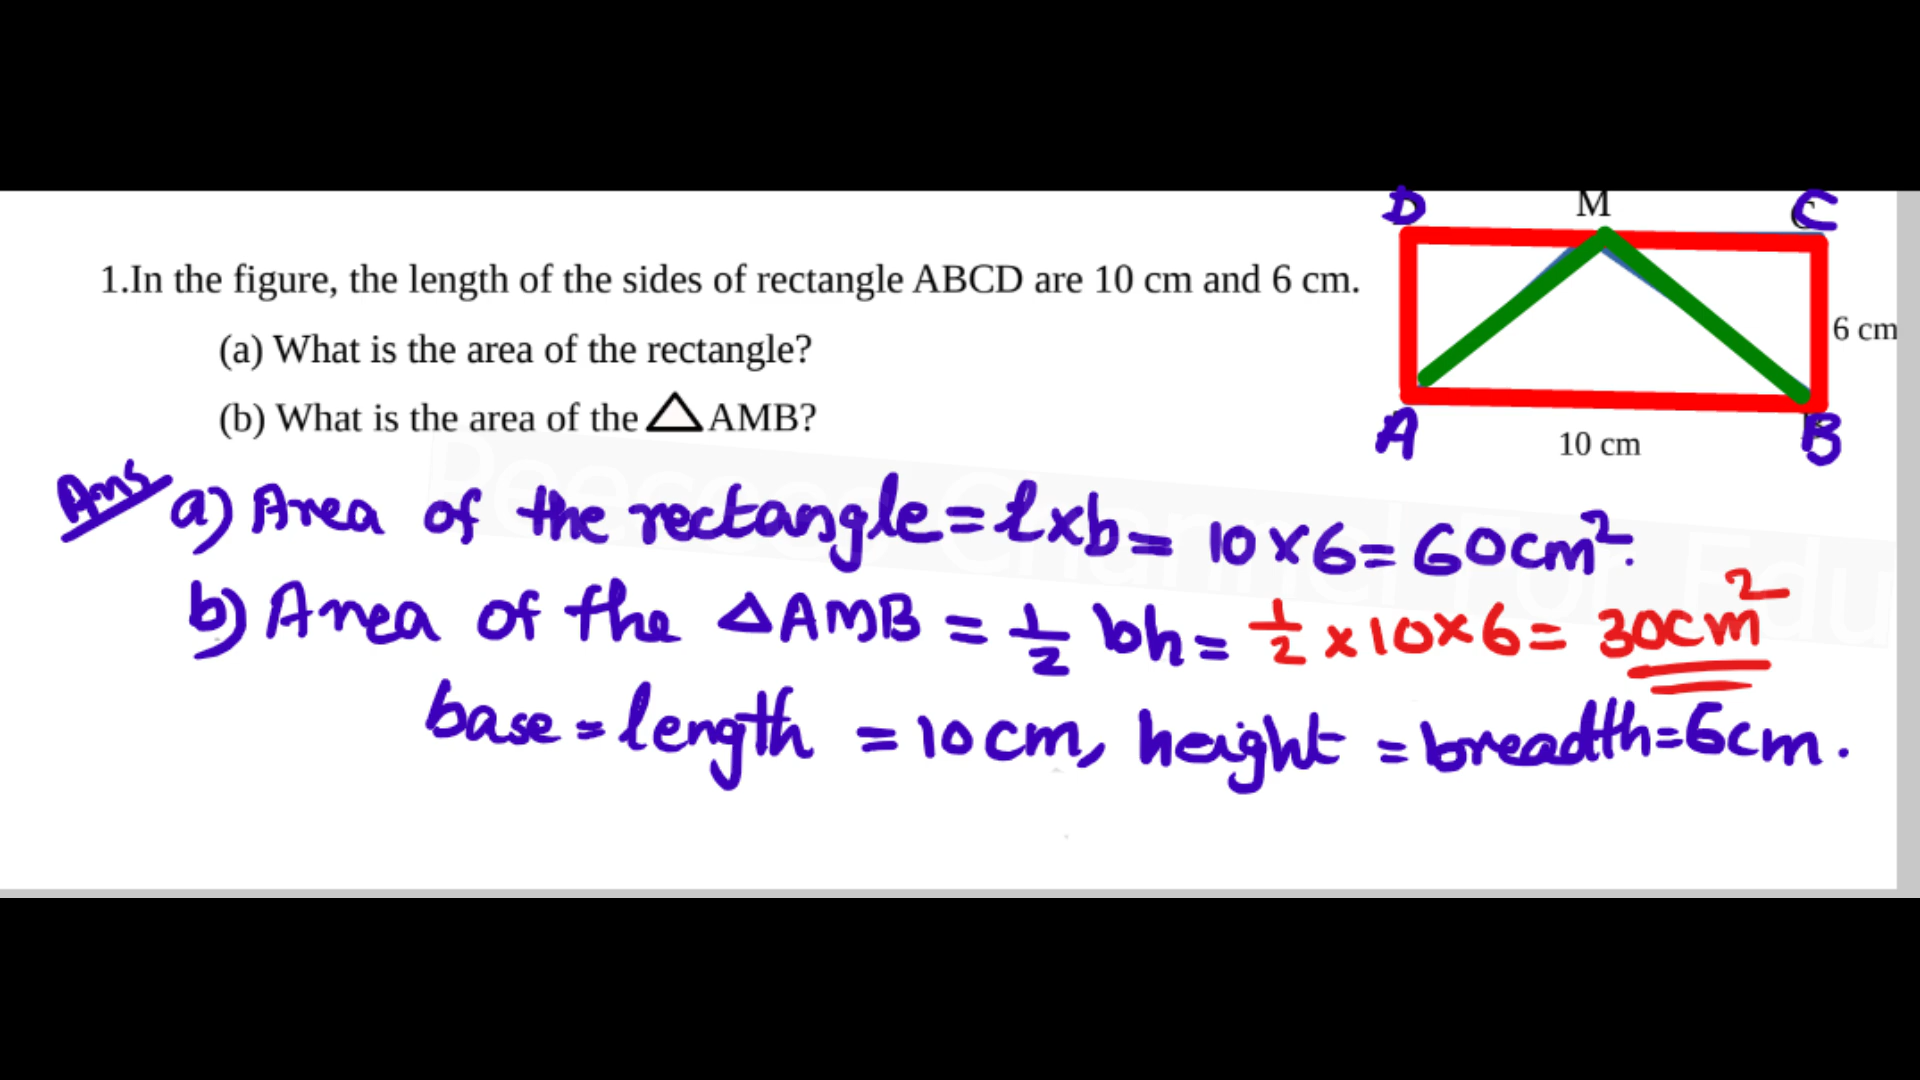 D M C
1.In the figure, the length of the sides of rectangle ABCD are 10 cm and 6 cm.
6 cm
(a) What is the area of the rectangle?
(b) What is the area of the △AMB?
A 10 cm B
Ans a) Area of the rectangle = l×b = 10×6 = 60cm².
b) Area of the △AMB = 1/2 bh = 1/2 ×10×6 = 30cm²
base = length = 10cm, height = breadth = 6cm.